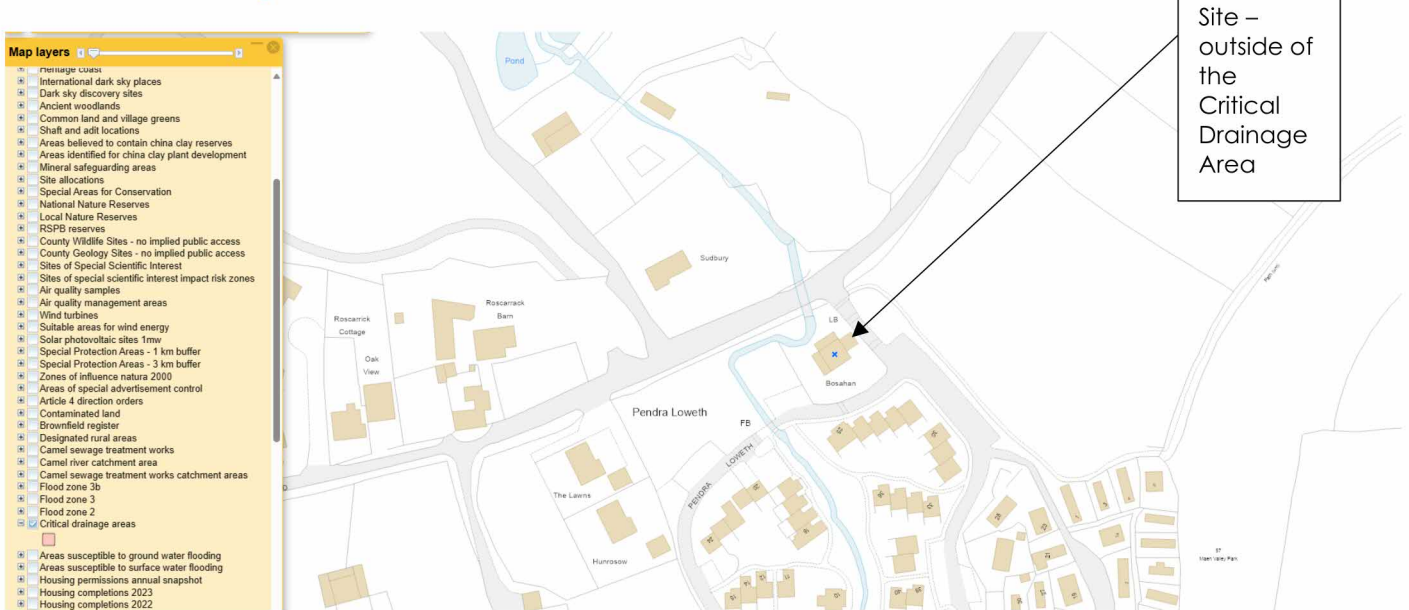 Site –
outside of
the
Critical
Drainage
Area
Map layers
Heritage coast
International dark sky places
Dark sky discovery sites
Ancient woodlands
Common land and village greens
Shaft and adit locations
Areas believed to contain china clay reserves
Areas identified for china clay plant development
Mineral safeguarding areas
Site allocations
Special Areas for Conservation
National Nature Reserves
Local Nature Reserves
RSPB reserves
County Wildlife Sites - no implied public access
County Geology Sites - no implied public access
Sites of Special Scientific Interest
Sites of special scientific interest impact risk zones
Air quality samples
Air quality management areas
Wind turbines
Suitable areas for wind energy
Solar photovoltaic sites 1mw
Special Protection Areas - 1 km buffer
Special Protection Areas - 3 km buffer
Zones of influence natura 2000
Areas of special advertisement control
Article 4 direction orders
Contaminated land
Brownfield register
Designated rural areas
Camel sewage treatment works
Camel river catchment area
Camel sewage treatment works catchment areas
Flood zone 3b
Flood zone 3
Flood zone 2
Critical drainage areas
Areas susceptible to ground water flooding
Areas susceptible to surface water flooding
Housing permissions annual snapshot
Housing completions 2023
Housing completions 2022
Pond
Sudbury
Roscarrack
Barn
Roscarrick
Cottage
Oak
View
LB
Bosahan
Pendra Loweth
FB
PENDRA LOWETH
The Lawns
Hunrosow
Path (um)
37
Maen Valley Park